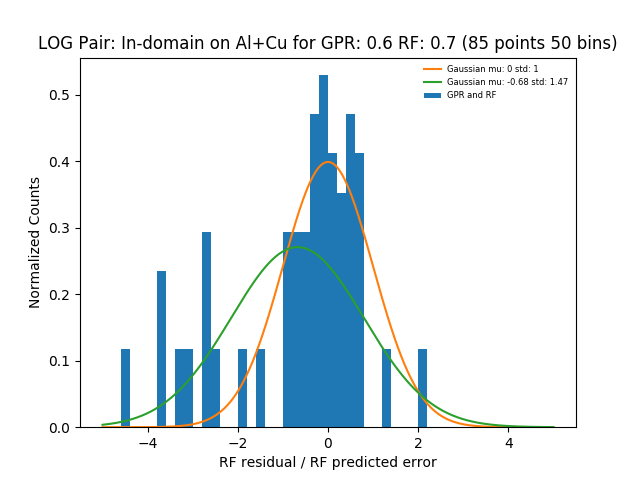 LOG Pair: In-domain on Al+Cu for GPR: 0.6 RF: 0.7 (85 points 50 bins)
Gaussian mu: 0 std: 1
Gaussian mu: -0.68 std: 1.47
GPR and RF
Normalized Counts
0.5
0.4
0.3
0.2
0.1
0.0
−4 −2 0 2 4
RF residual / RF predicted error